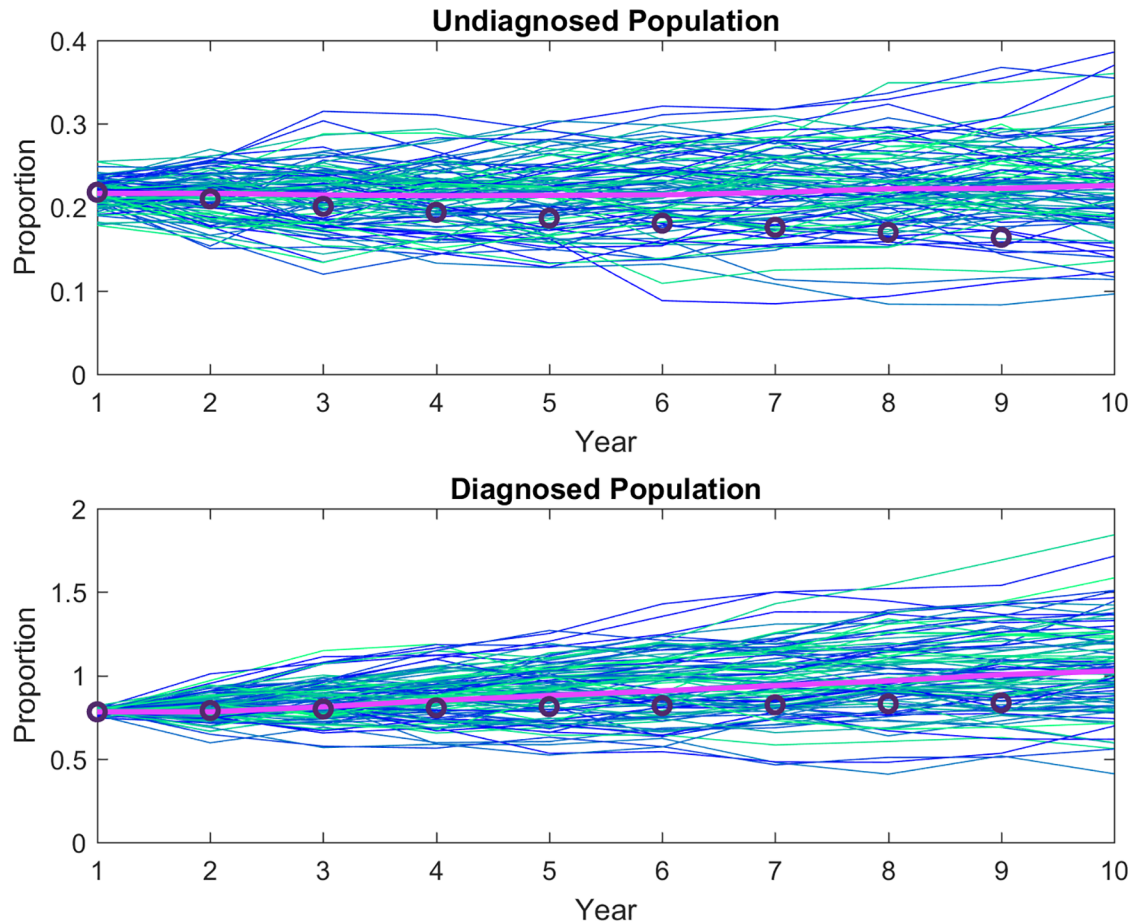 Undiagnosed Population
0.4
0.3
0.2
0.1
0
Proportion
1 2 3 4 5 6 7 8 9 10
Year
Diagnosed Population
2
1.5
1
0.5
0
Proportion
1 2 3 4 5 6 7 8 9 10
Year